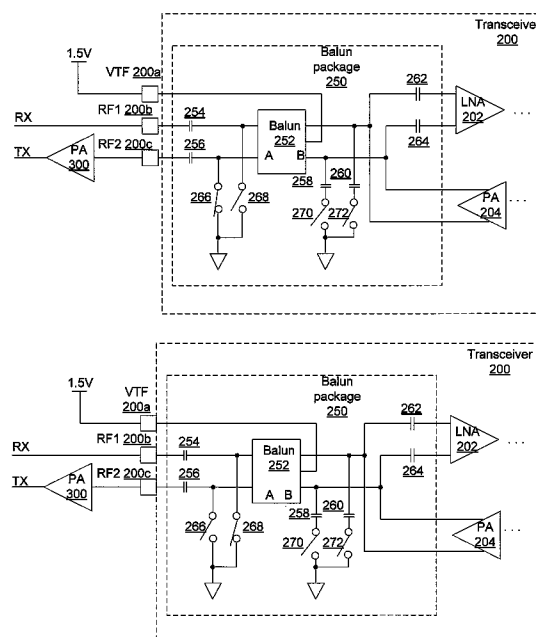 Transceiver
200
Balun
package
250
1.5V
VTF 200a
262
LNA
202
. . .
RX
RF1 200b
254
Balun
252
TX
PA
300
RF2 200c
256
A B
264
258
260
266
268
270
272
PA
204
. . .
Transceiver
200
Balun
package
250
1.5V
VTF
200a
262
LNA
202
. . .
RX
RF1 200b
254
Balun
252
TX
PA
300
RF2 200c
256
A B
264
258
260
266
268
270
272
PA
204
. . .